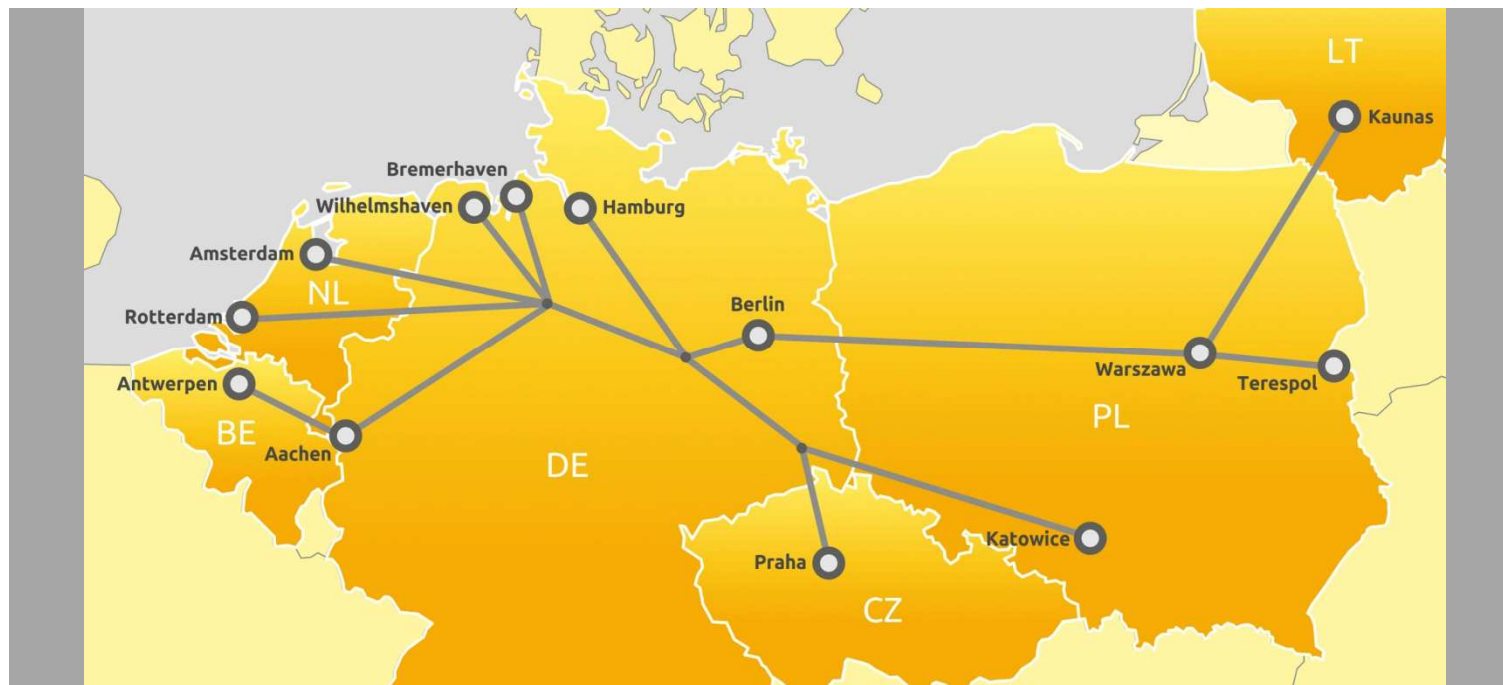 LT
Kaunas
Bremerhaven
Wilhelmshaven
Hamburg
Amsterdam
NL
Rotterdam
Berlin
Warszawa
Terespol
Antwerpen
BE
PL
Aachen
DE
Katowice
Praha
CZ